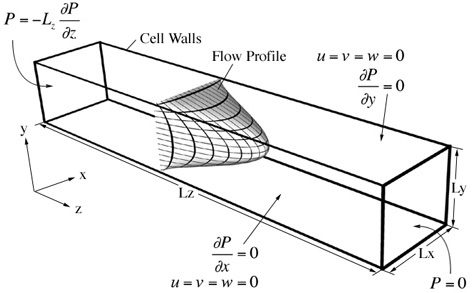 P = −L_z ∂P/∂z
Cell Walls
Flow Profile
u = v = w = 0
∂P/∂y = 0
y
x
z
Lz
Ly
Lx
∂P/∂x = 0
u = v = w = 0
P = 0